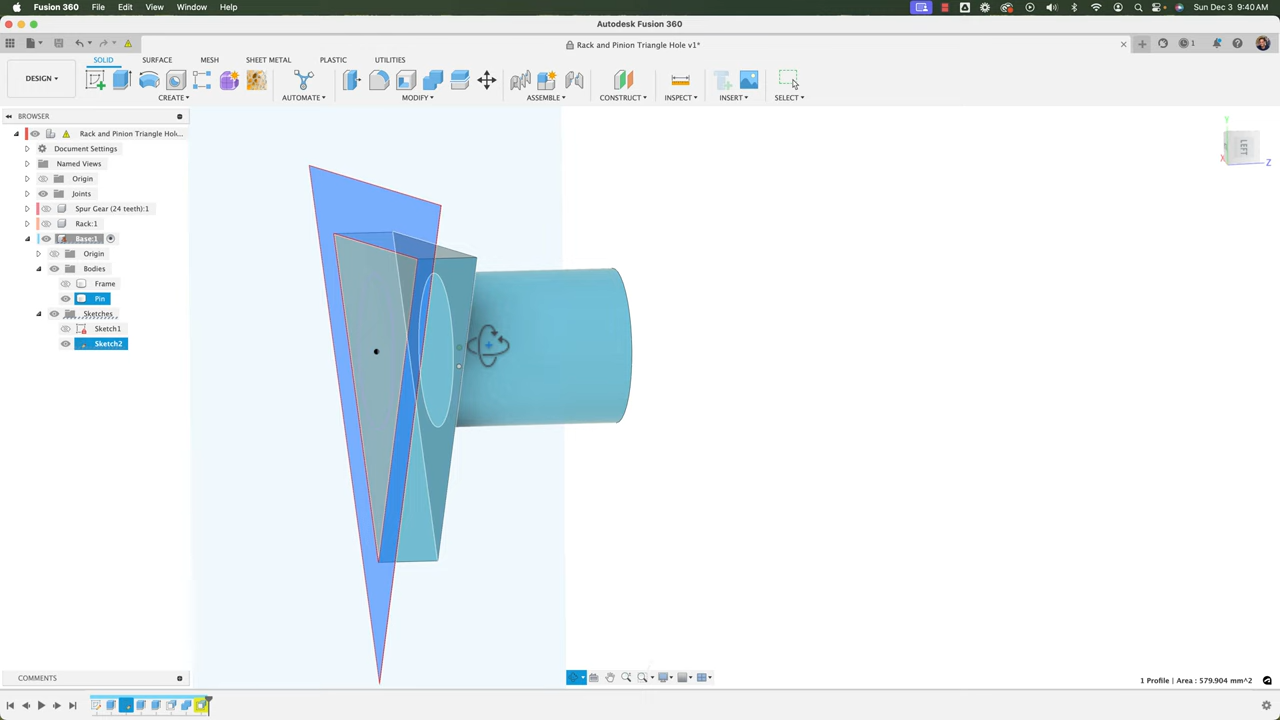 Fusion 360 File Edit View Window Help Sun Dec 3 9:40 AM
Autodesk Fusion 360
Rack and Pinion Triangle Hole v1* 1
DESIGN
SOLID SURFACE MESH SHEET METAL PLASTIC UTILITIES
CREATE AUTOMATE MODIFY ASSEMBLE CONSTRUCT INSPECT INSERT SELECT
BROWSER
Rack and Pinion Triangle Hol...
Document Settings
Named Views
Origin
Joints
Spur Gear (24 teeth):1
Rack:1
Base:1
Origin
Bodies
Frame
Pin
Sketches
Sketch1
Sketch2
LEFT
X
Y
Z
COMMENTS
1 Profile | Area : 579.904 mm^2